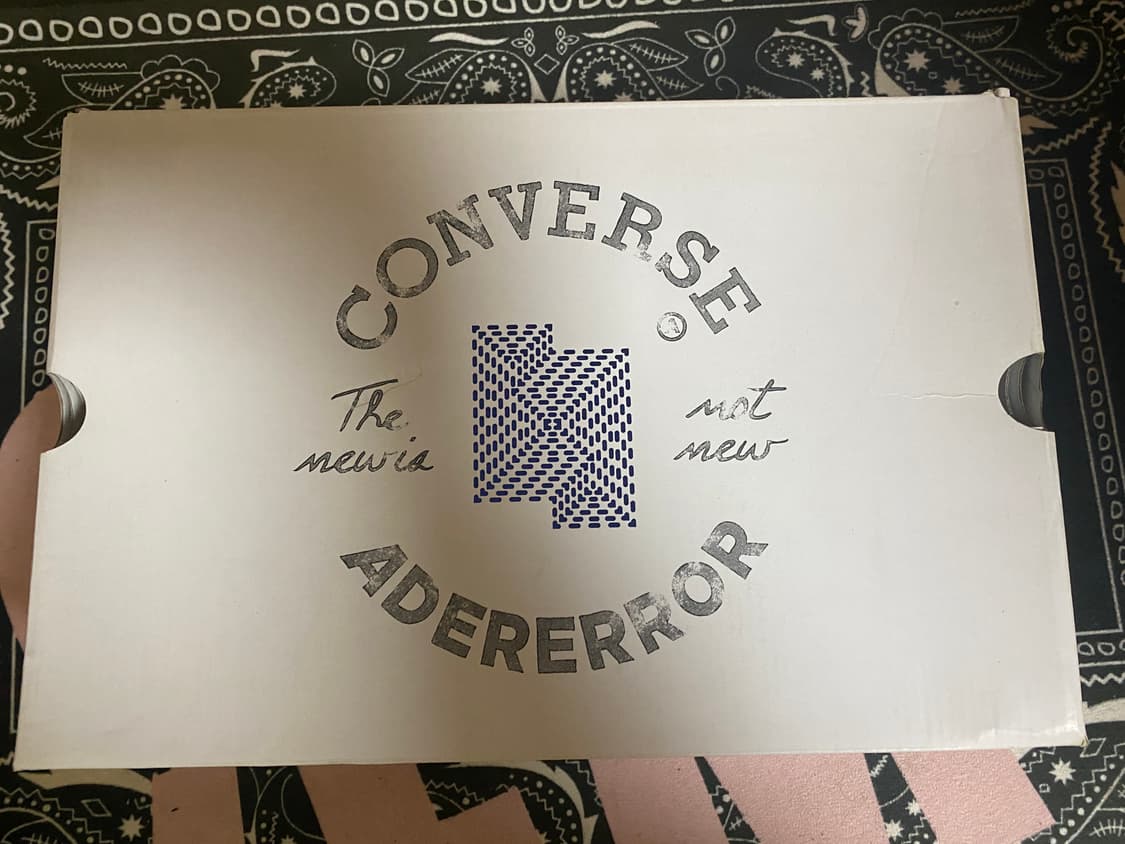 CONVERSE
®
The
new is
not
new
ADERERROR